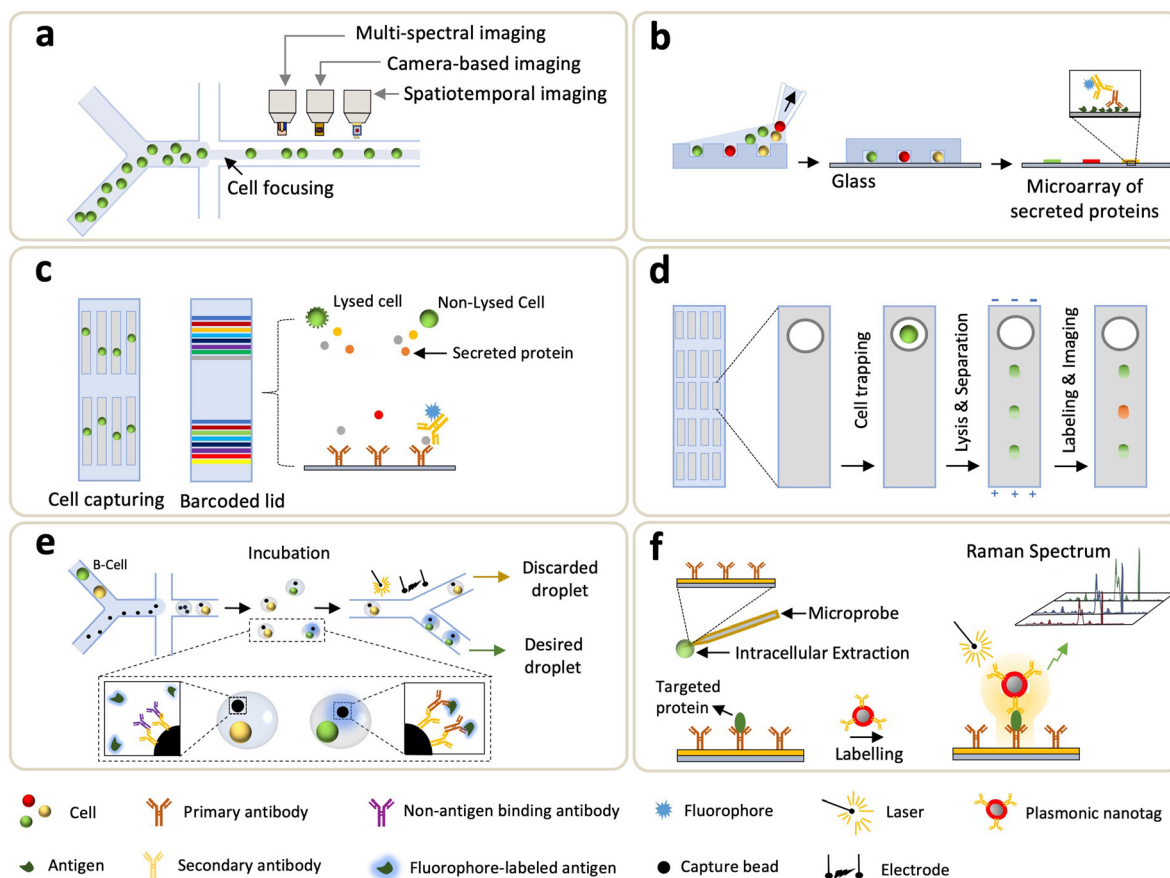 a
Multi-spectral imaging
Camera-based imaging
Spatiotemporal imaging
Cell focusing
b
Glass
Microarray of
secreted proteins
c
Lysed cell
Non-Lysed Cell
Secreted protein
Cell capturing
Barcoded lid
d
Cell trapping
Lysis & Separation
Labeling & Imaging
- - -
+ + +
e
B-Cell
Incubation
Discarded
droplet
Desired
droplet
f
Raman Spectrum
Microprobe
Intracellular Extraction
Targeted
protein
Labelling
Cell
Primary antibody
Non-antigen binding antibody
Fluorophore
Laser
Plasmonic nanotag
Antigen
Secondary antibody
Fluorophore-labeled antigen
Capture bead
Electrode